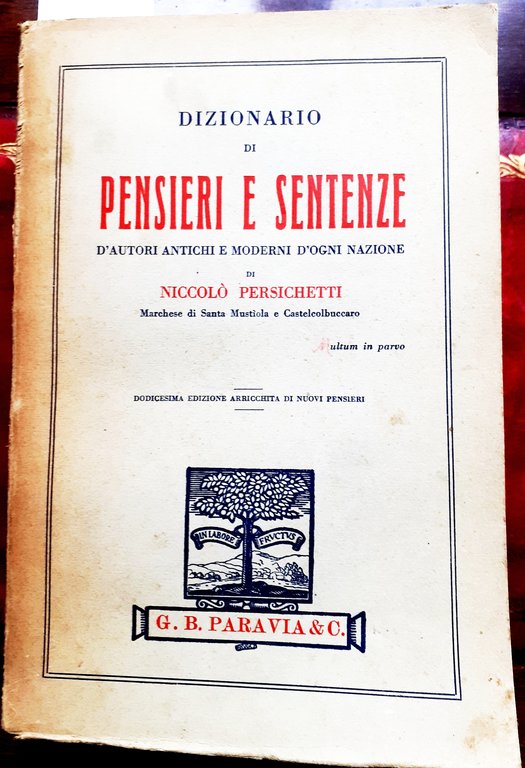 DIZIONARIO
DI
PENSIERI E SENTENZE
D'AUTORI ANTICHI E MODERNI D'OGNI NAZIONE
DI
NICCOLÒ PERSICHETTI
Marchese di Santa Mustiola e Castelcolbuccaro
Multum in parvo
DODICESIMA EDIZIONE ARRICCHITA DI NUOVI PENSIERI
IN LABORE FRVCTVS
G. B. PARAVIA & C.